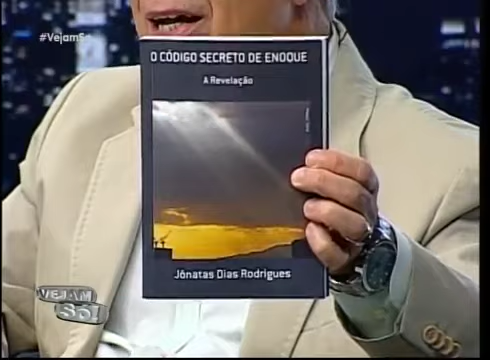 #VejamSó
O CÓDIGO SECRETO DE ENOQUE
A Revelação
Jônatas Dias Rodrigues
VEJAM
SÓ!